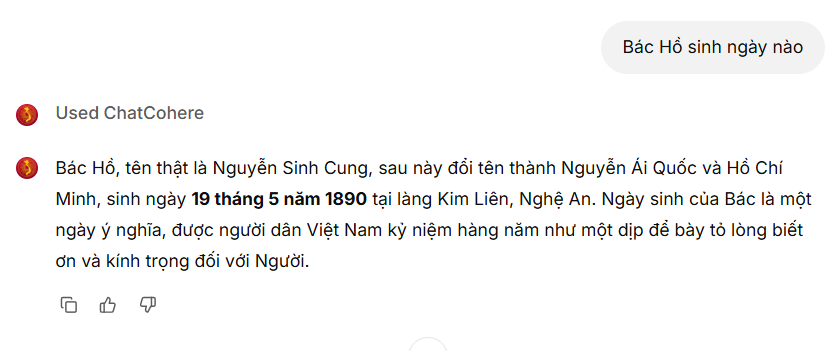 Bác Hồ sinh ngày nào
Used ChatCohere
Bác Hồ, tên thật là Nguyễn Sinh Cung, sau này đổi tên thành Nguyễn Ái Quốc và Hồ Chí
Minh, sinh ngày 19 tháng 5 năm 1890 tại làng Kim Liên, Nghệ An. Ngày sinh của Bác là một
ngày ý nghĩa, được người dân Việt Nam kỷ niệm hàng năm như một dịp để bày tỏ lòng biết
ơn và kính trọng đối với Người.